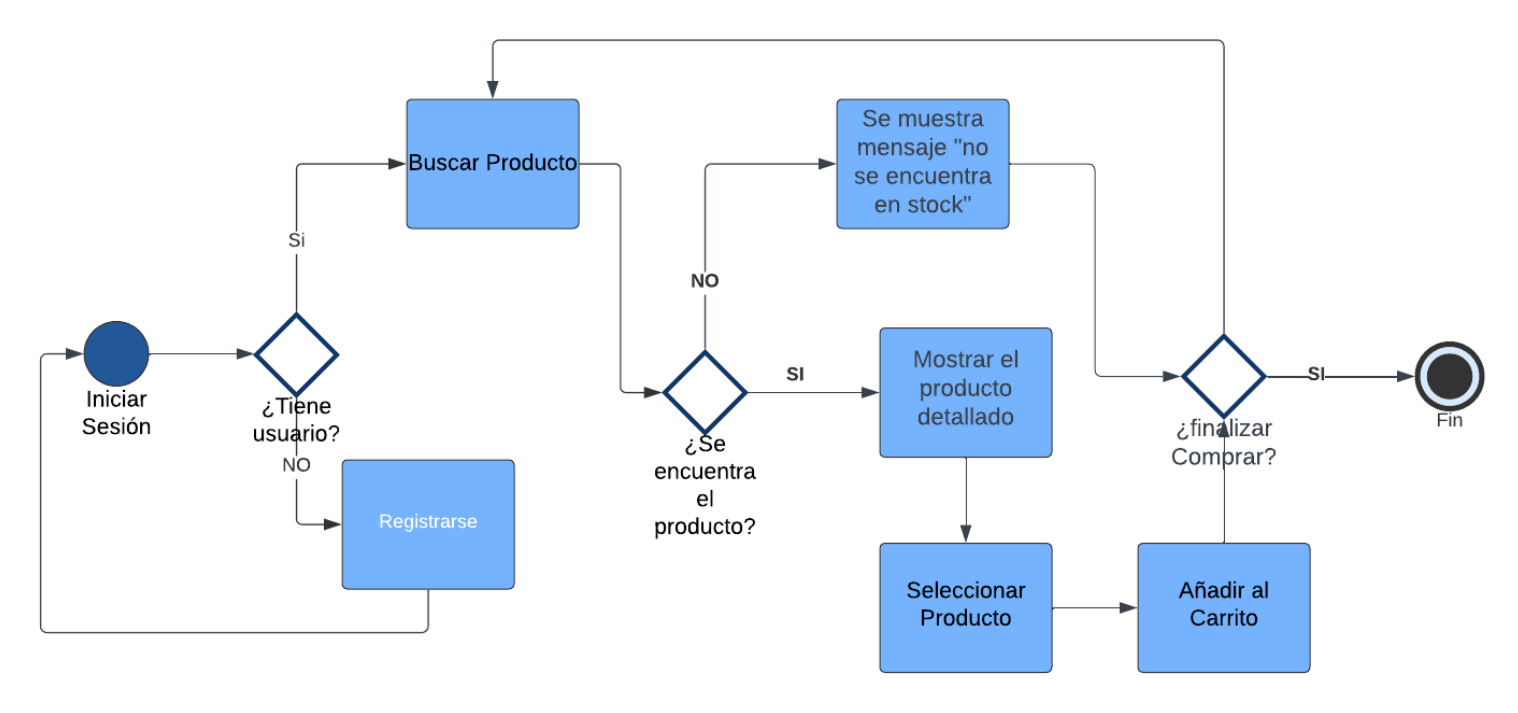 Iniciar
Sesión
Si
¿Tiene
usuario?
NO
Registrarse
Buscar Producto
¿Se
encuentra
el
producto?
NO
Se muestra
mensaje "no
se encuentra
en stock"
SI
Mostrar el
producto
detallado
Seleccionar
Producto
Añadir al
Carrito
¿finalizar
Comprar?
SI
Fin